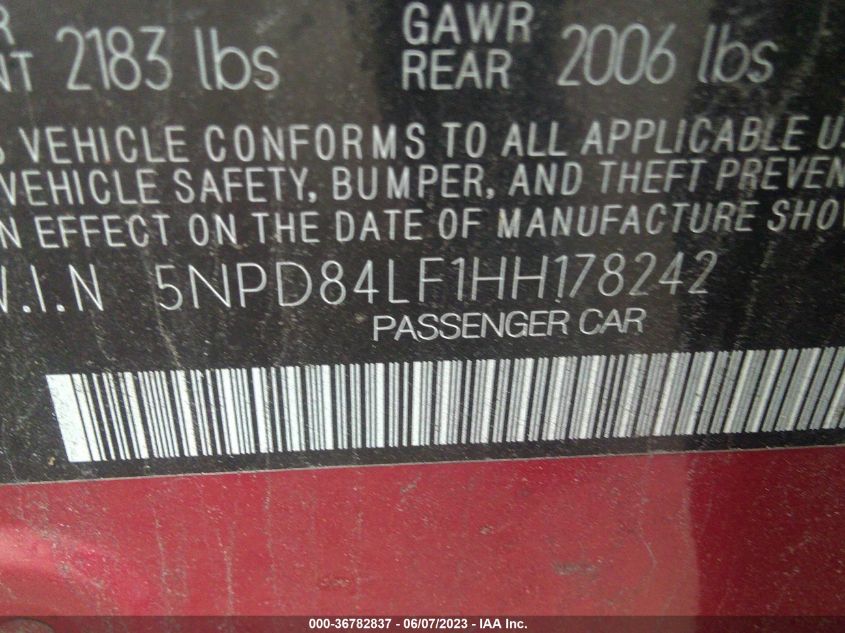 2183 lbs GAWR REAR 2006 lbs
VEHICLE CONFORMS TO ALL APPLICABLE U.
VEHICLE SAFETY, BUMPER, AND THEFT PREVEN
N EFFECT ON THE DATE OF MANUFACTURE SHO
V.I.N 5NPD84LF1HH178242
PASSENGER CAR
000-36782837 - 06/07/2023 - IAA Inc.